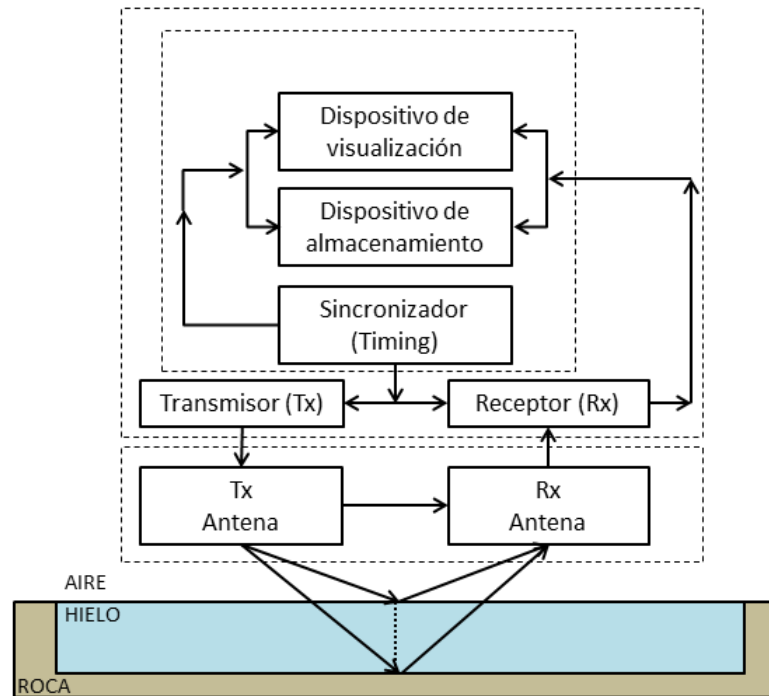 Dispositivo de
visualización
Dispositivo de
almacenamiento
Sincronizador
(Timing)
Transmisor (Tx)
Receptor (Rx)
Tx
Antena
Rx
Antena
AIRE
HIELO
ROCA